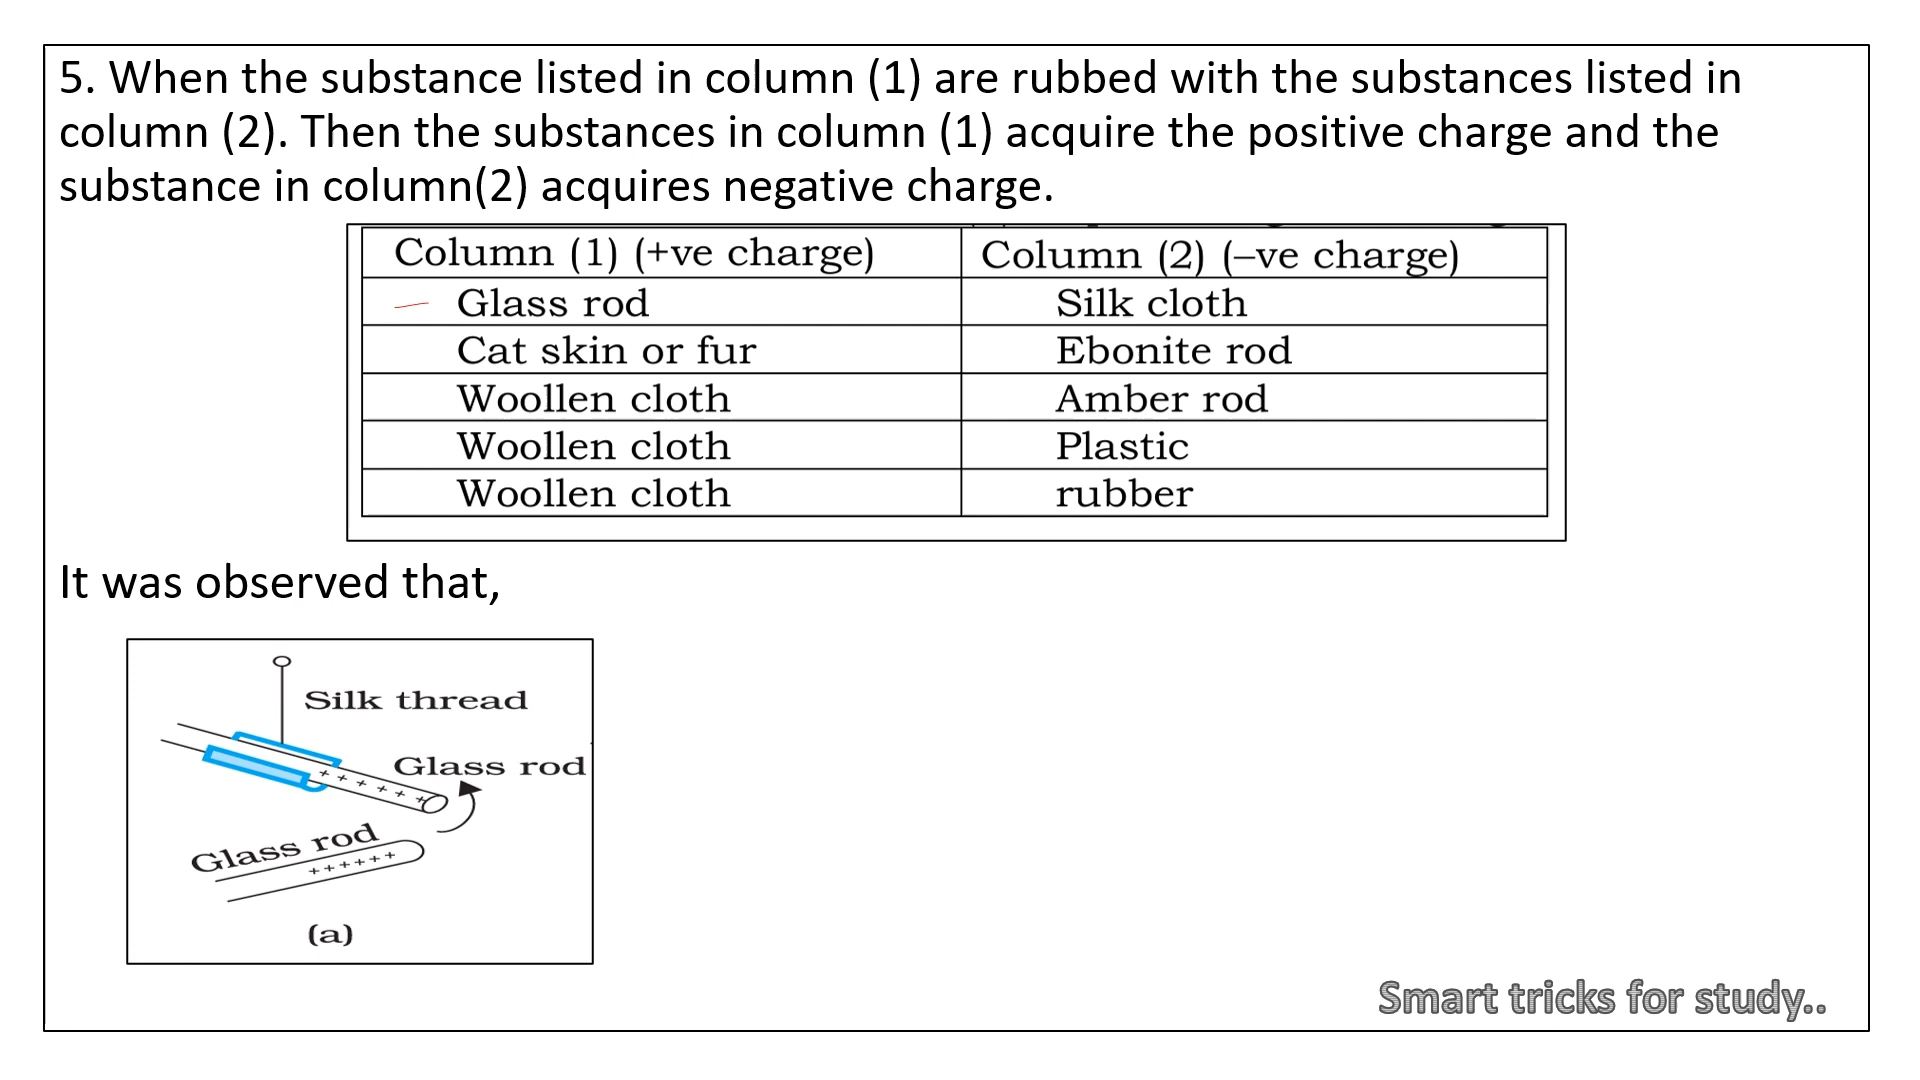 5. When the substance listed in column (1) are rubbed with the substances listed in
column (2). Then the substances in column (1) acquire the positive charge and the
substance in column(2) acquires negative charge.
Column (1) (+ve charge) Column (2) (–ve charge)
Glass rod Silk cloth
Cat skin or fur Ebonite rod
Woollen cloth Amber rod
Woollen cloth Plastic
Woollen cloth rubber
It was observed that,
Silk thread
Glass rod
+ + + + + +
Glass rod
++++++
(a)
Smart tricks for study..